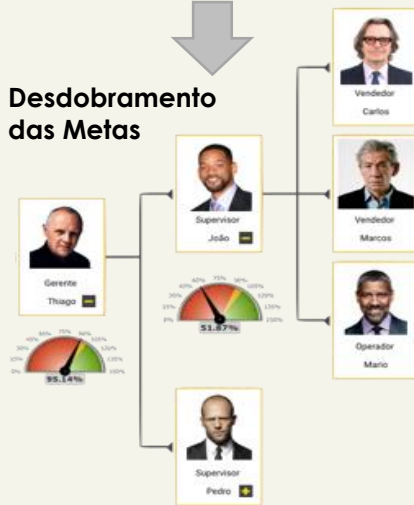 Desdobramento
das Metas
Vendedor
Carlos
Supervisor
João
Vendedor
Marcos
Gerente
Thiago
51.87%
Operador
Mario
95.14%
Supervisor
Pedro